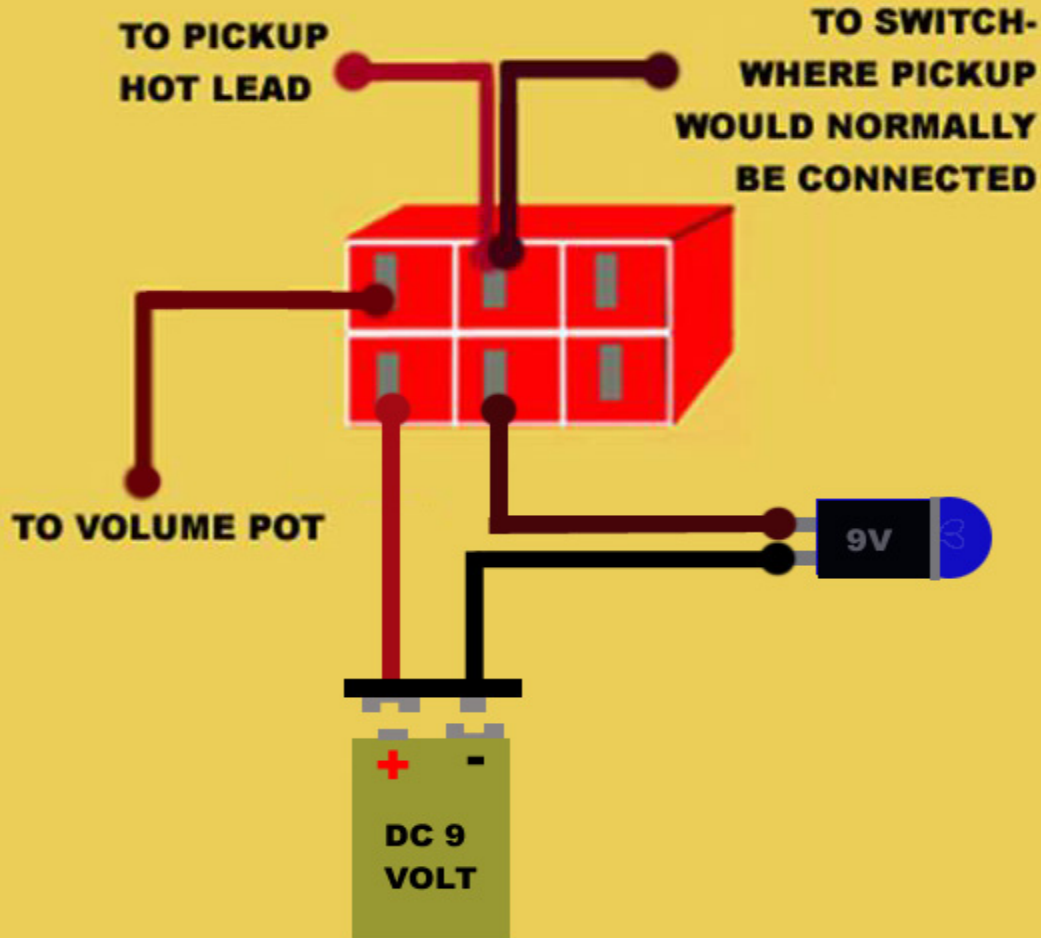 TO PICKUP
HOT LEAD
TO SWITCH-
WHERE PICKUP
WOULD NORMALLY
BE CONNECTED
TO VOLUME POT
9V
+ -
DC 9
VOLT